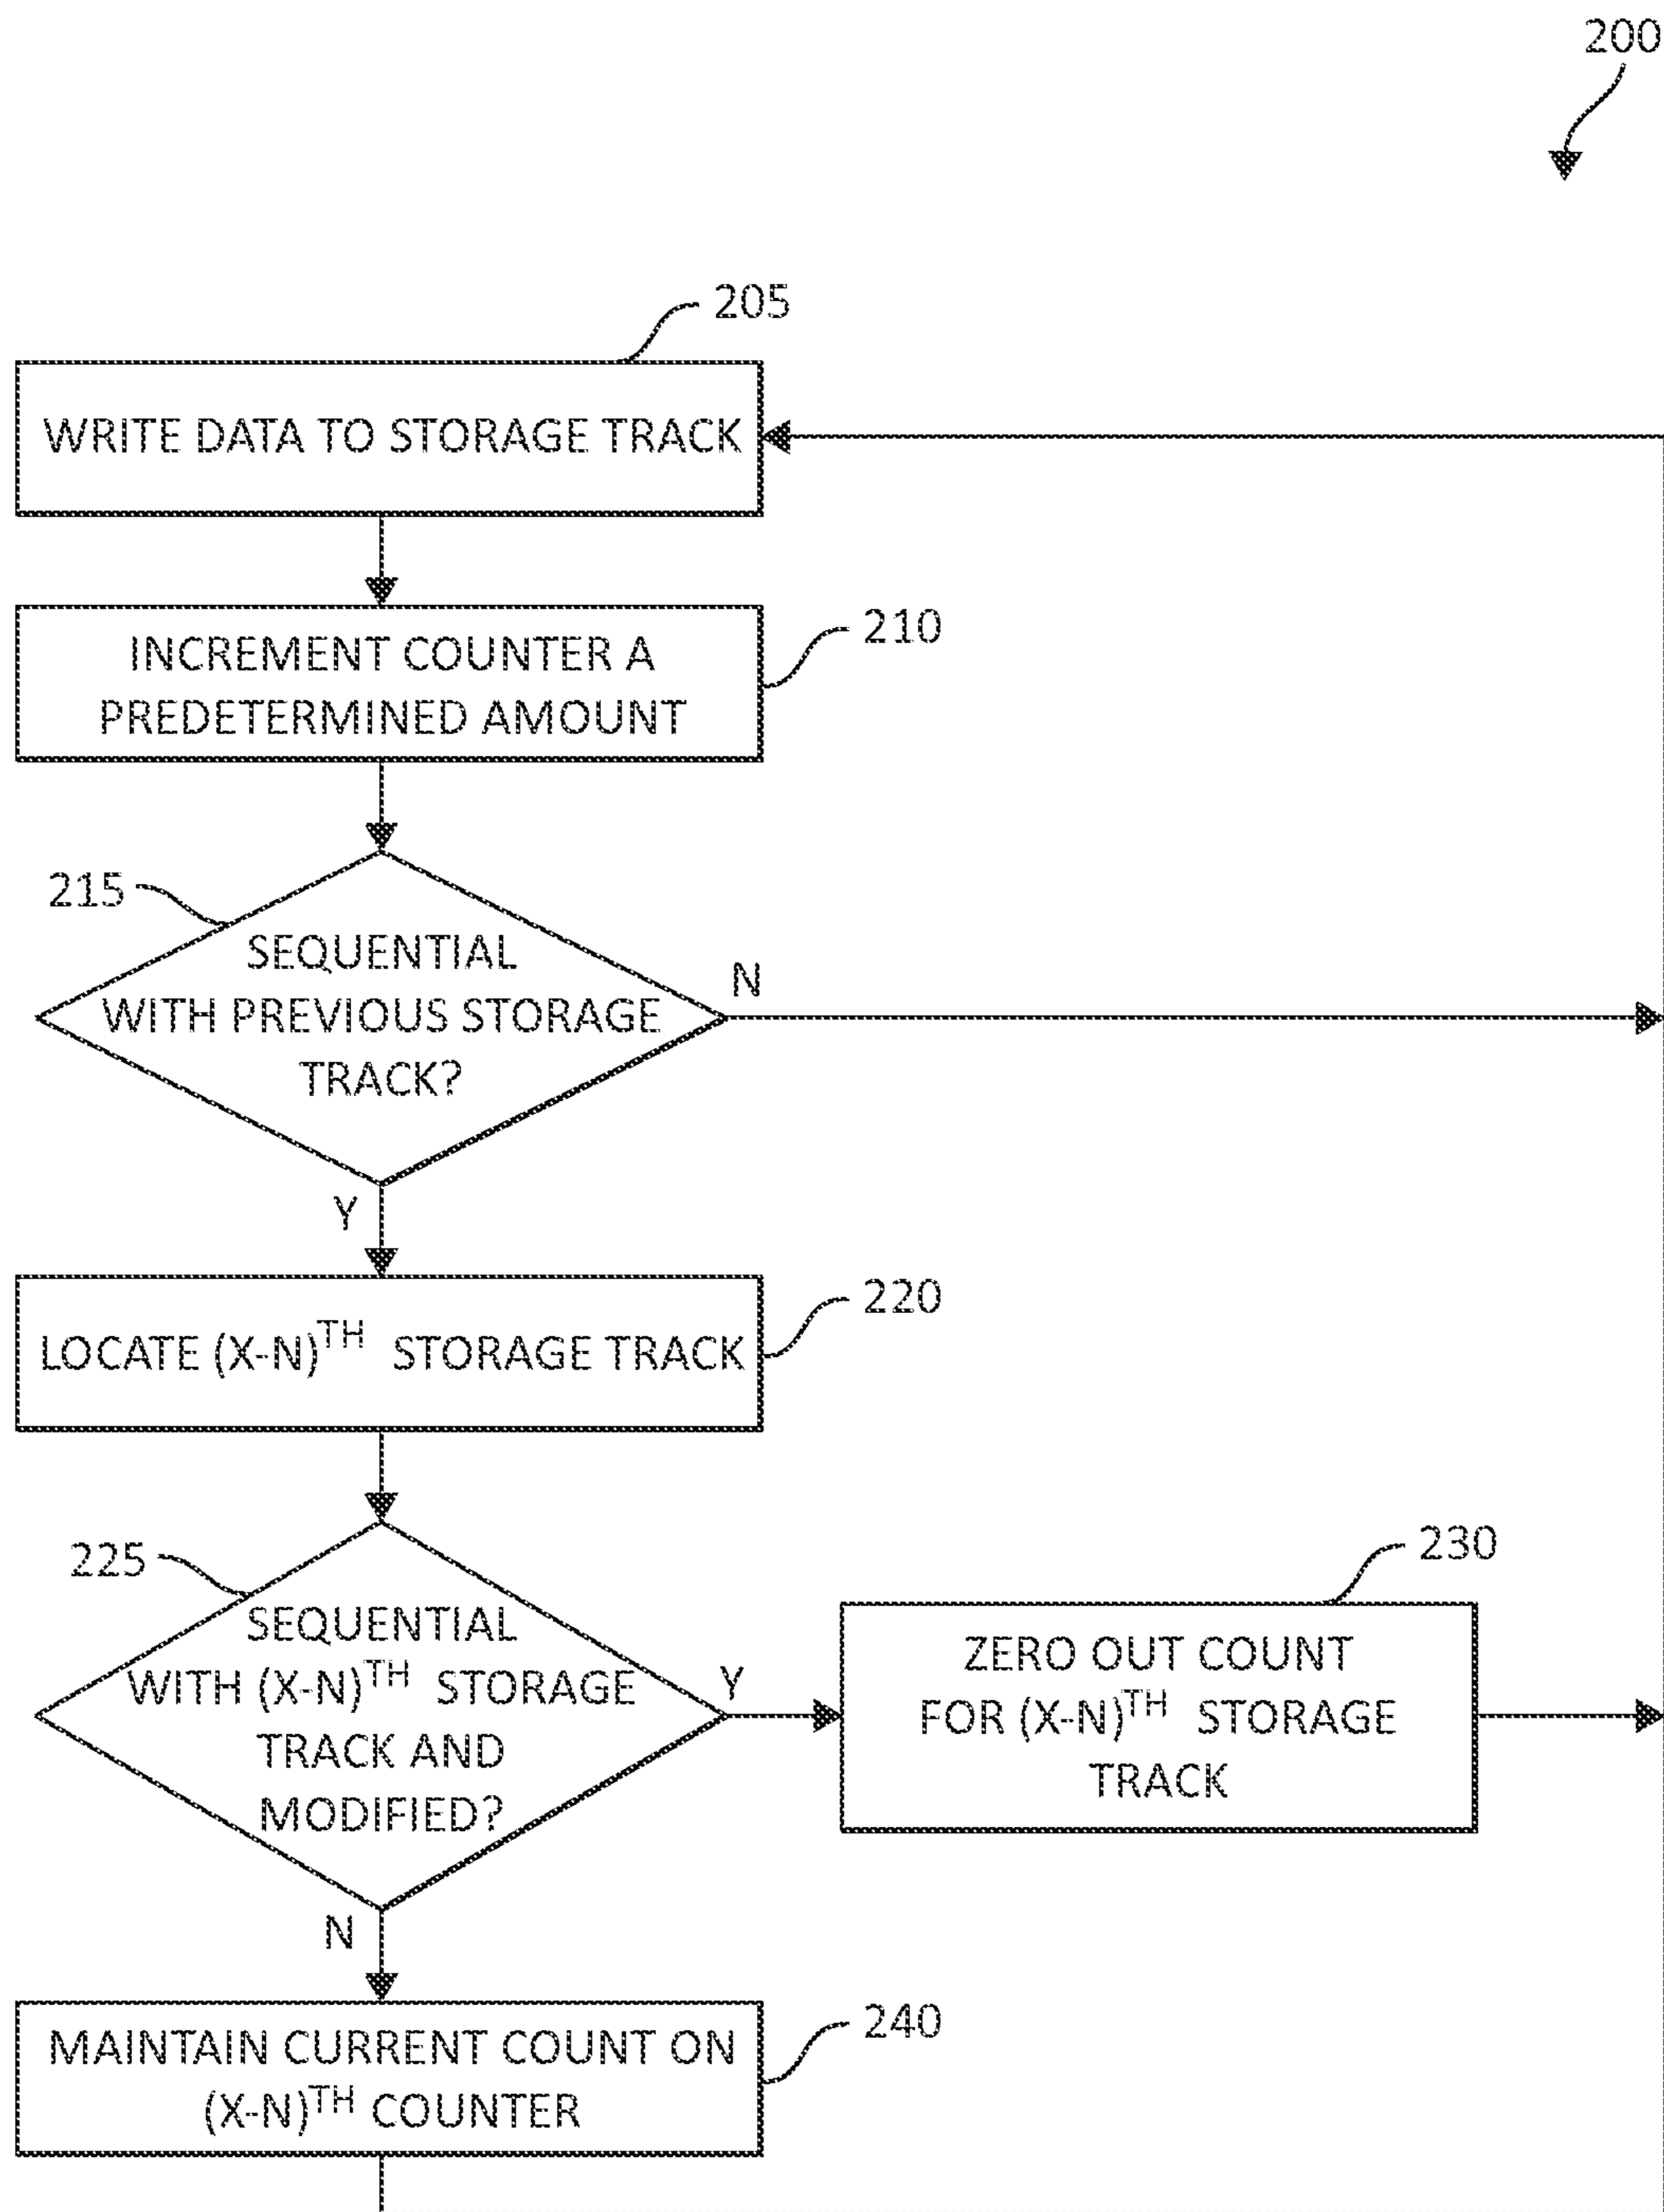 200
205
WRITE DATA TO STORAGE TRACK
INCREMENT COUNTER A
PREDETERMINED AMOUNT
210
215
SEQUENTIAL
WITH PREVIOUS STORAGE
TRACK?
N
Y
LOCATE (X-N)TH STORAGE TRACK
220
225
SEQUENTIAL
WITH (X-N)TH STORAGE
TRACK AND
MODIFIED?
Y
N
230
ZERO OUT COUNT
FOR (X-N)TH STORAGE
TRACK
MAINTAIN CURRENT COUNT ON
(X-N)TH COUNTER
240